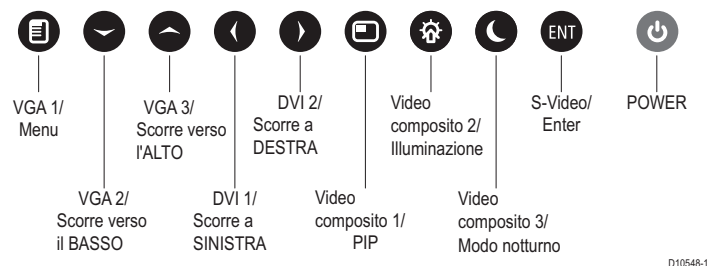 ENT
VGA 1/
Menu
VGA 3/
Scorre verso
l'ALTO
DVI 2/
Scorre a
DESTRA
Video
composito 2/
Illuminazione
S-Video/
Enter
POWER
VGA 2/
Scorre verso
il BASSO
DVI 1/
Scorre a
SINISTRA
Video
composito 1/
PIP
Video
composito 3/
Modo notturno
D10548-1